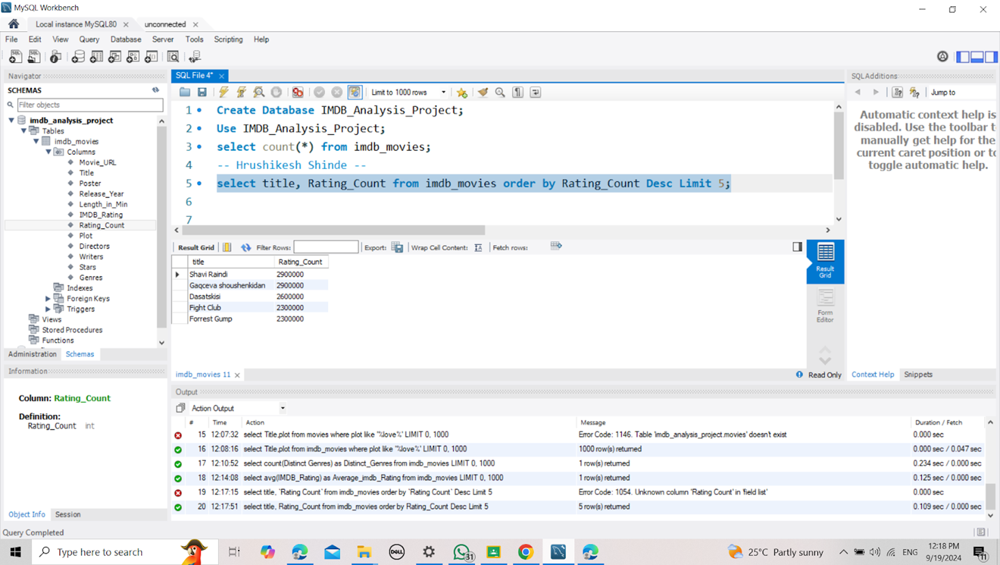 MySQL Workbench
Local instance MySQL80
unconnected
File Edit View Query Database Server Tools Scripting Help
Navigator
SCHEMAS
Filter objects
imdb_analysis_project
Tables
imdb_movies
Columns
Movie_URL
Title
Poster
Release_Year
Length_in_Min
IMDB_Rating
Rating_Count
Plot
Directors
Writers
Stars
Genres
Indexes
Foreign Keys
Triggers
Views
Stored Procedures
Functions
Administration Schemas
Information
Column: Rating_Count
Definition:
Rating_Count int
Object Info Session
Query Completed
SQL File 4*
Limit to 1000 rows
1 Create Database IMDB_Analysis_Project;
2 Use IMDB_Analysis_Project;
3 select count(*) from imdb_movies;
4 -- Hrushikesh Shinde --
5 select title, Rating_Count from imdb_movies order by Rating_Count Desc Limit 5;
6
7
Result Grid Filter Rows: Export: Wrap Cell Content: Fetch rows:
title Rating_Count
Shavi Raindi 2900000
Gaqceva shoushenkidan 2900000
Dasatskisi 2600000
Fight Club 2300000
Forrest Gump 2300000
Result
Grid
Form
Editor
imdb_movies 11
Read Only
SQLAdditions
Jump to
Automatic context help is
disabled. Use the toolbar t
manually get help for the
current caret position or to
toggle automatic help.
Context Help Snippets
Output
Action Output
# Time Action Message Duration / Fetch
15 12:07:32 select Title,plot from movies where plot like '%love%' LIMIT 0, 1000 Error Code: 1146. Table 'imdb_analysis_project.movies' doesn't exist 0.000 sec
16 12:08:16 select Title,plot from imdb_movies where plot like '%love%' LIMIT 0, 1000 1000 row(s) returned 0.000 sec / 0.047 sec
17 12:10:52 select count(Distinct Genres) as Distinct_Genres from imdb_movies LIMIT 0, 1000 1 row(s) returned 0.234 sec / 0.000 sec
18 12:14:08 select avg(IMDB_Rating) as Average_imdb_Rating from imdb_movies LIMIT 0, 1000 1 row(s) returned 0.125 sec / 0.000 sec
19 12:17:15 select title, `Rating Count` from imdb_movies order by `Rating Count` Desc Limit 5 Error Code: 1054. Unknown column 'Rating Count' in 'field list' 0.000 sec
20 12:17:51 select title, Rating_Count from imdb_movies order by Rating_Count Desc Limit 5 5 row(s) returned 0.109 sec / 0.000 sec
Type here to search
DELL
31
25°C Partly sunny
ENG
12:18 PM
9/19/2024
11